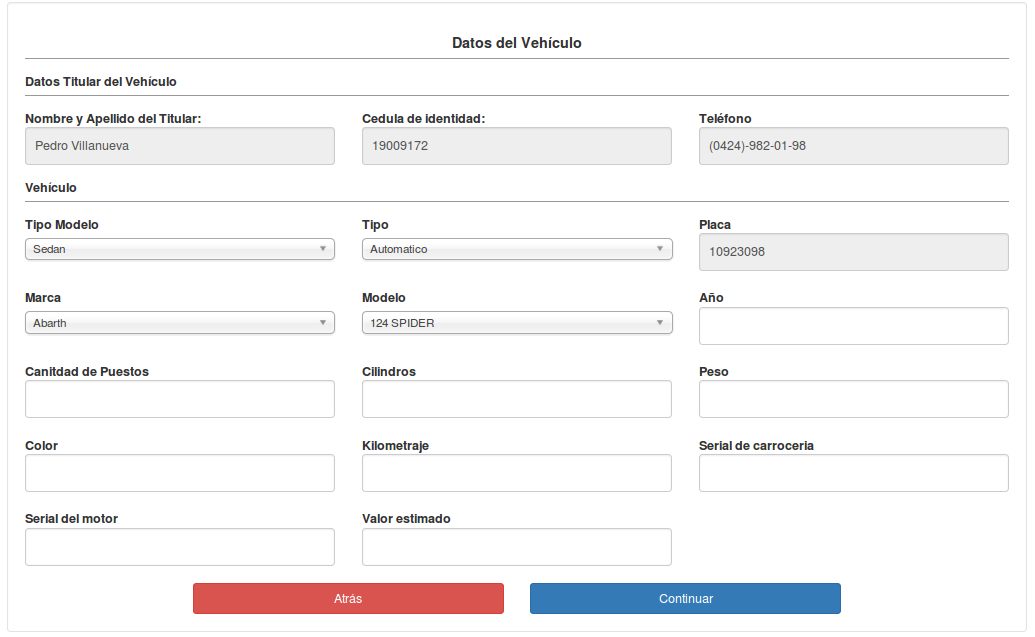 Datos del Vehículo
Datos Titular del Vehículo
Nombre y Apellido del Titular: Cedula de identidad: Teléfono
Pedro Villanueva 19009172 (0424)-982-01-98
Vehículo
Tipo Modelo Tipo Placa
Sedan Automatico 10923098
Marca Modelo Año
Abarth 124 SPIDER
Canitdad de Puestos Cilindros Peso
Color Kilometraje Serial de carroceria
Serial del motor Valor estimado
Atrás Continuar